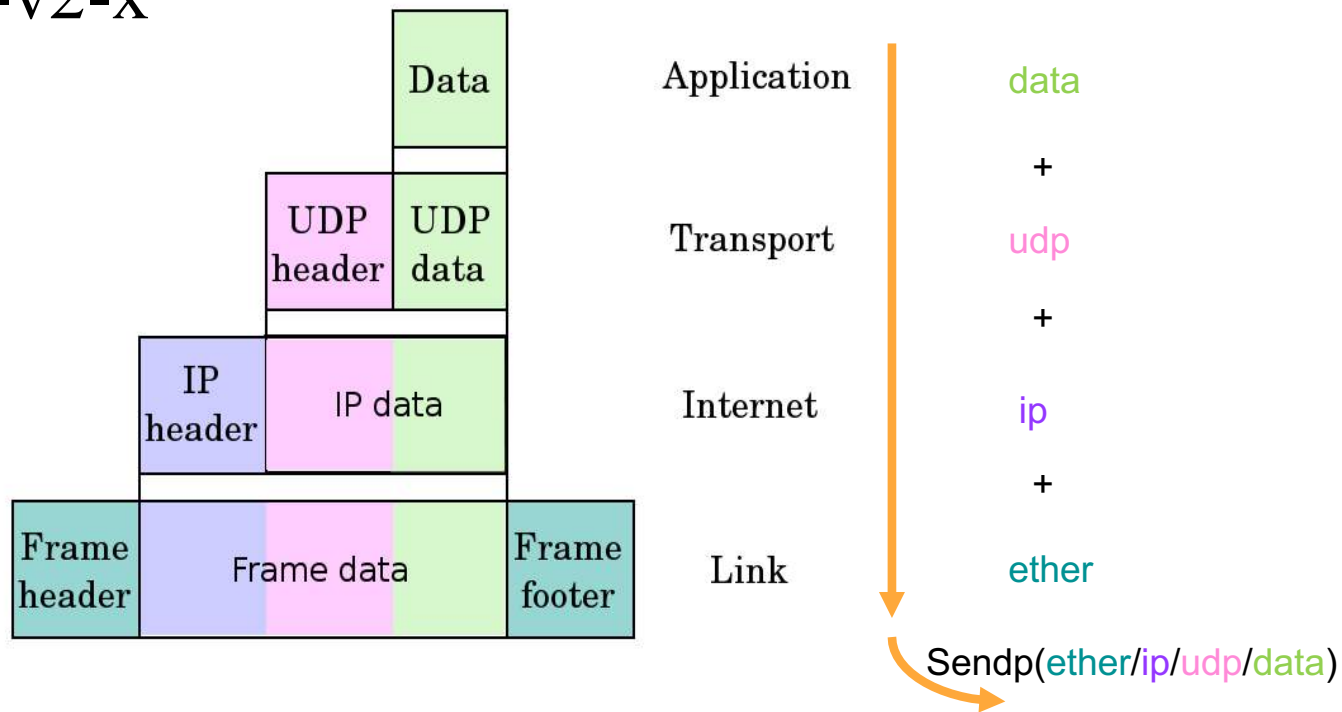 -v2-x
Data
Application
data
+
UDP
header
UDP
data
Transport
udp
+
IP
header
IP data
Internet
ip
+
Frame
header
Frame data
Frame
footer
Link
ether
Sendp(ether/ip/udp/data)